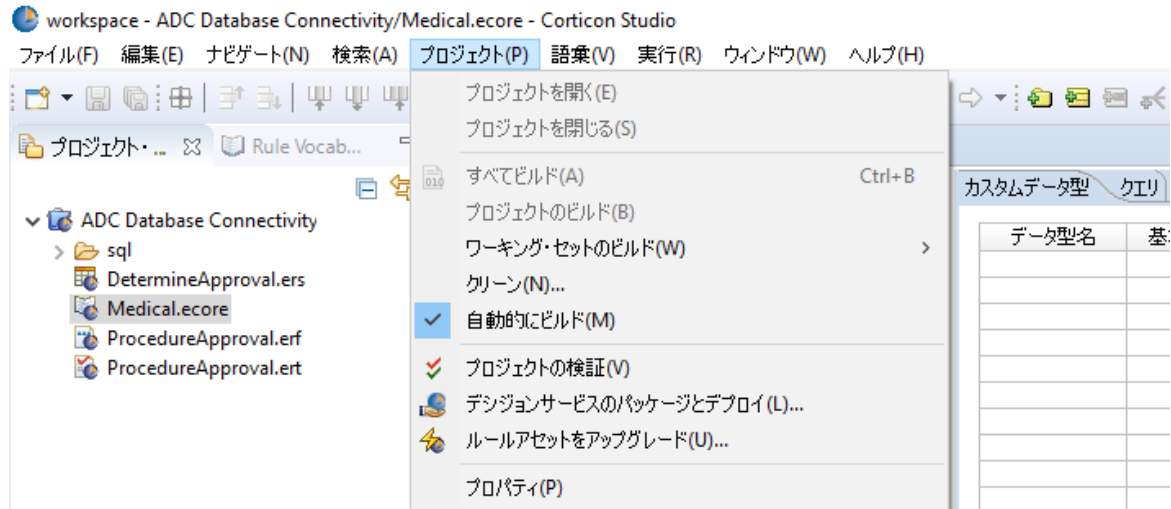 workspace - ADC Database Connectivity/Medical.ecore - Corticon Studio
ファイル(F) 編集(E) ナビゲート(N) 検索(A) プロジェクト(P) 語彙(V) 実行(R) ウィンドウ(W) ヘルプ(H)
プロジェクト・... Rule Vocab...
ADC Database Connectivity
sql
DetermineApproval.ers
Medical.ecore
ProcedureApproval.erf
ProcedureApproval.ert
プロジェクトを開く(E)
プロジェクトを閉じる(S)
すべてビルド(A) Ctrl+B
プロジェクトのビルド(B)
ワーキング・セットのビルド(W)
クリーン(N)...
自動的にビルド(M)
プロジェクトの検証(V)
デシジョンサービスのパッケージとデプロイ(L)...
ルールアセットをアップグレード(U)...
プロパティ(P)
カスタムデータ型 クエリ
データ型名